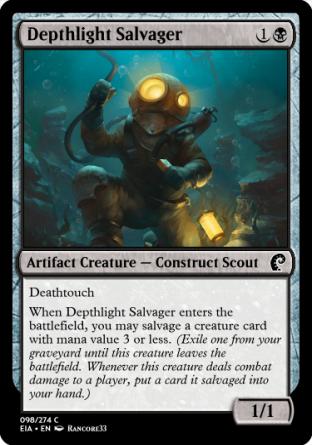 Depthlight Salvager 1
Artifact Creature — Construct Scout
Deathtouch
When Depthlight Salvager enters the
battlefield, you may salvage a creature card
with mana value 3 or less. (Exile one from your
graveyard until this creature leaves the
battlefield. Whenever this creature deals combat
damage to a player, put a card it salvaged into
your hand.)
1/1
098/274 C
EIA • EN Rancore33